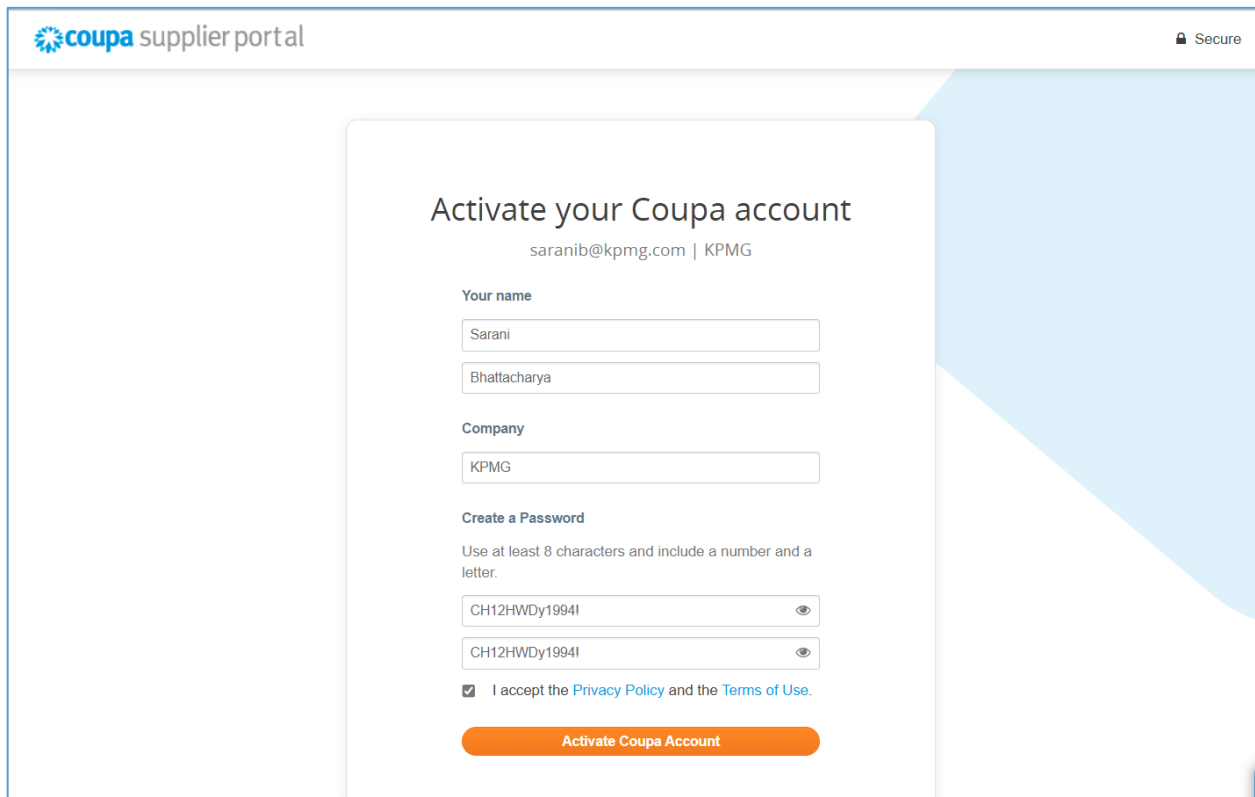 coupa supplier portal
Secure
Activate your Coupa account
saranib@kpmg.com | KPMG
Your name
Sarani
Bhattacharya
Company
KPMG
Create a Password
Use at least 8 characters and include a number and a
letter.
CH12HWDy1994!
CH12HWDy1994!
I accept the Privacy Policy and the Terms of Use.
Activate Coupa Account